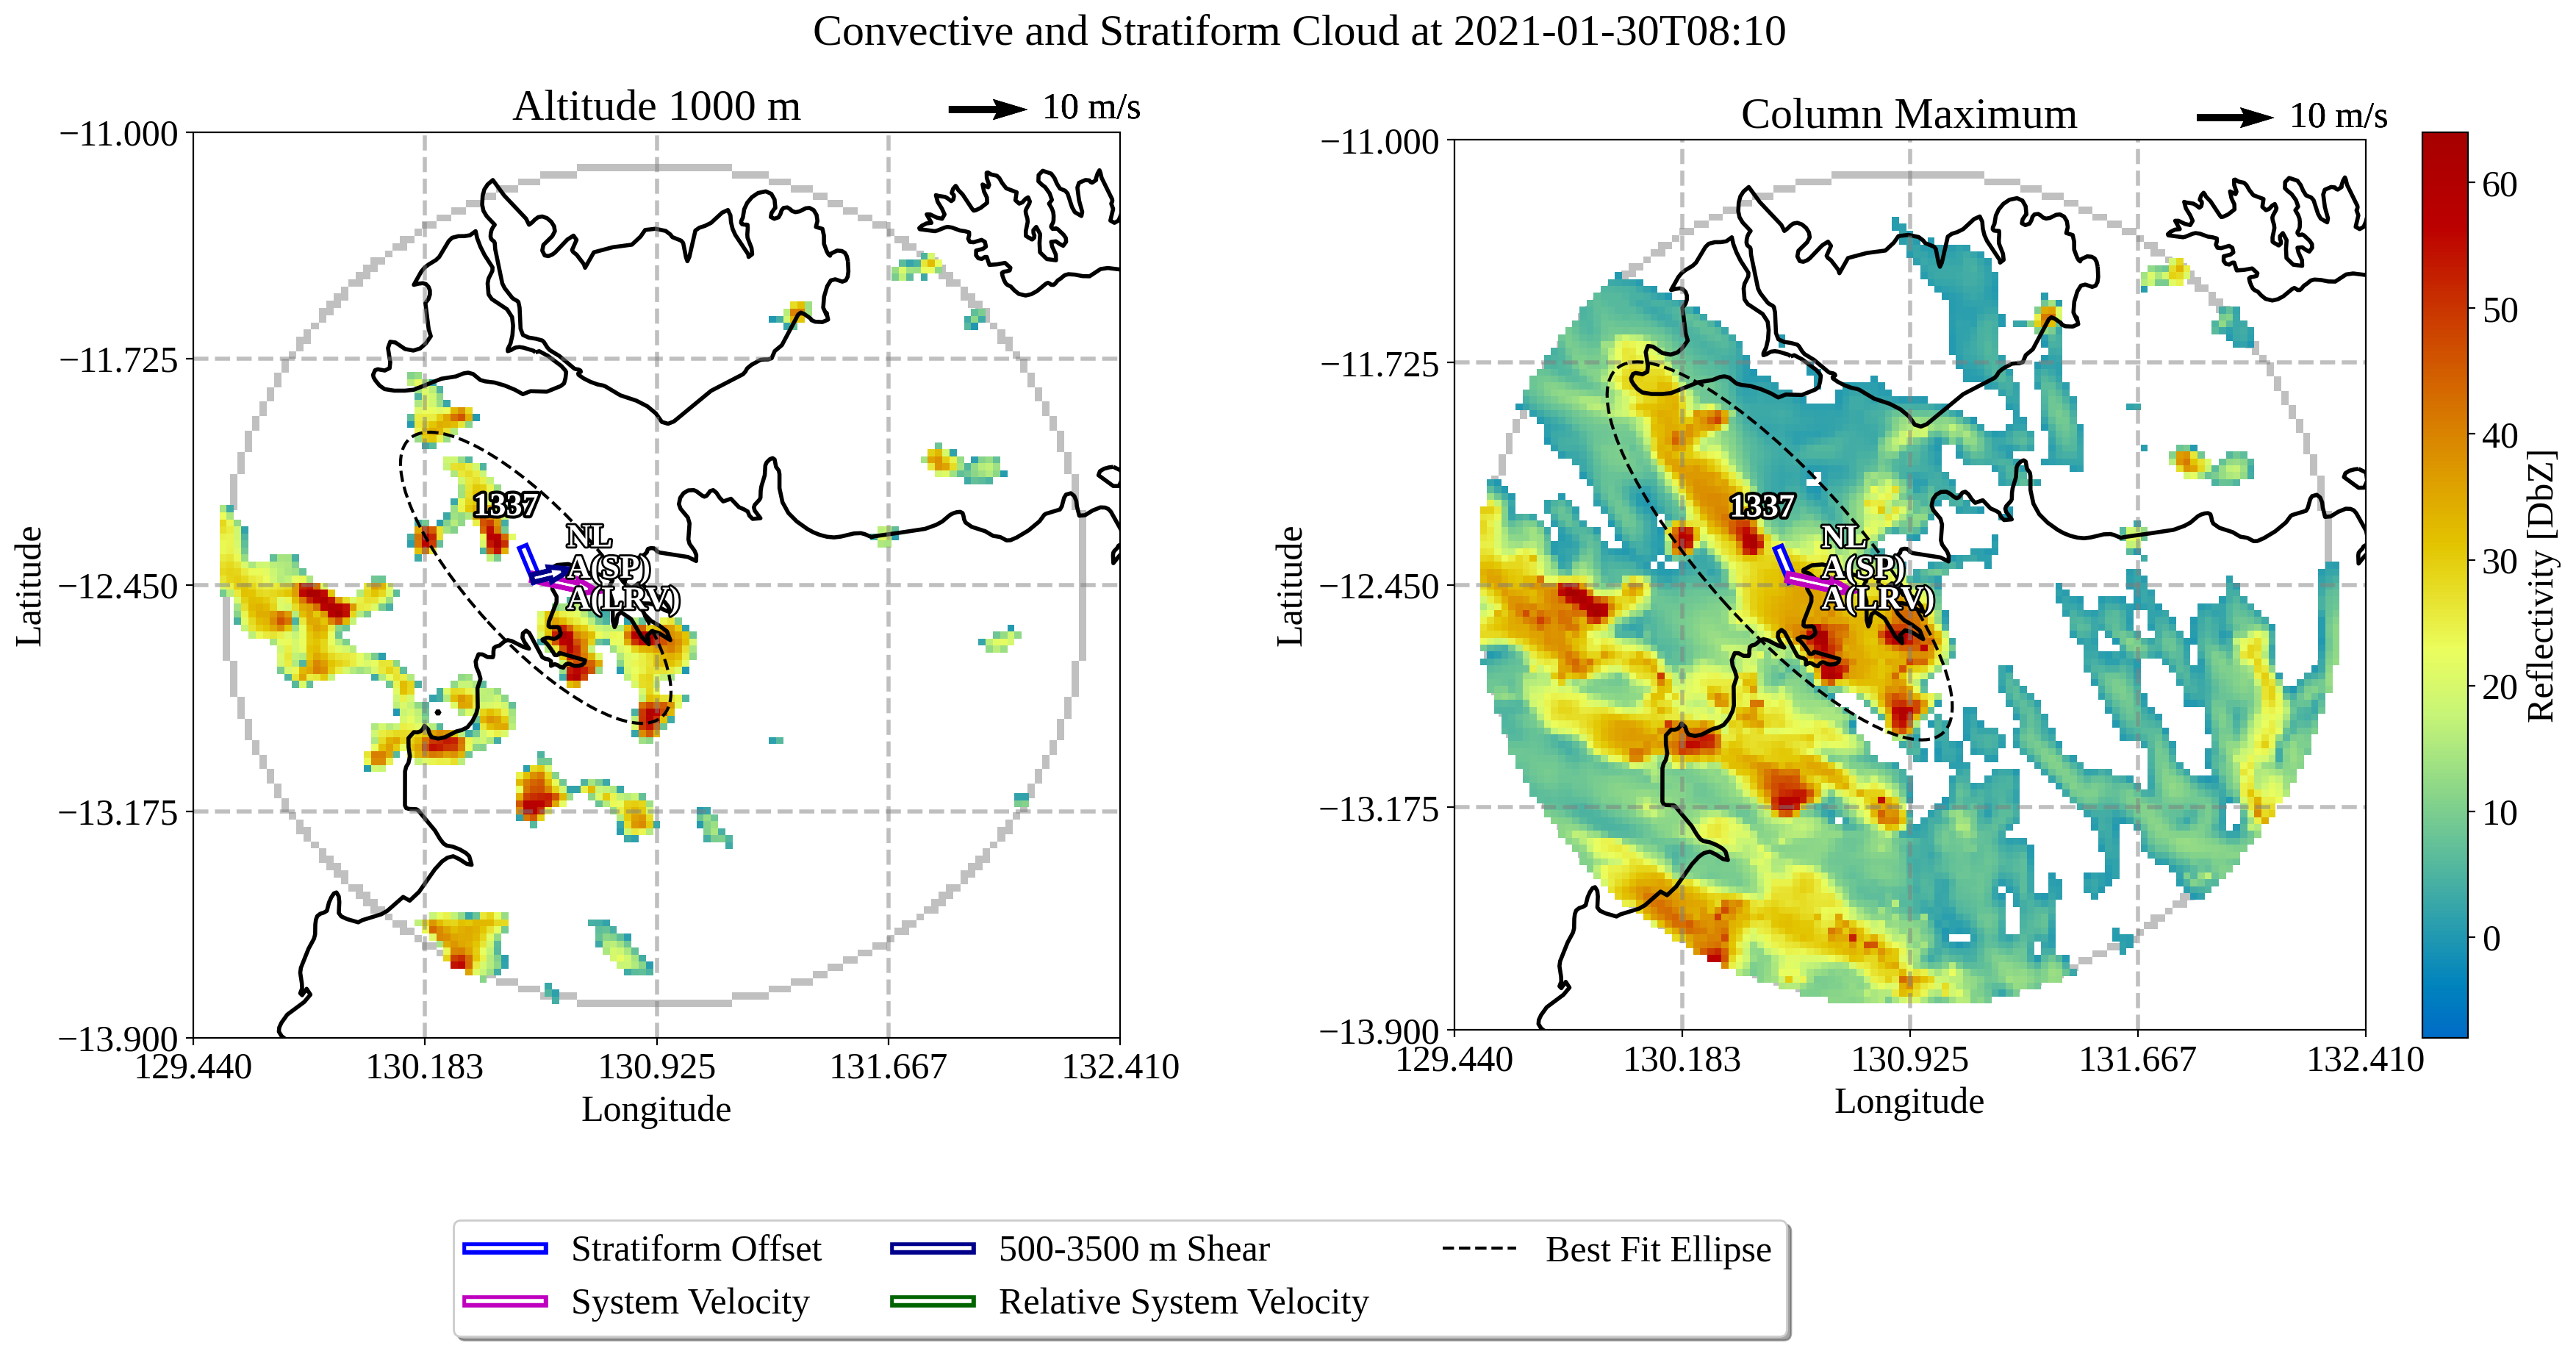 Convective and Stratiform Cloud at 2021-01-30T08:10
Altitude 1000 m
10 m/s
−11.000
−11.725
−12.450
−13.175
−13.900
129.440
130.183
130.925
131.667
132.410
Latitude
Longitude
1337
NL
A(SP)
A(LRV)
Column Maximum
10 m/s
−11.000
−11.725
−12.450
−13.175
−13.900
129.440
130.183
130.925
131.667
132.410
Latitude
Longitude
1337
NL
A(SP)
A(LRV)
60
50
40
30
20
10
0
Reflectivity [DbZ]
Stratiform Offset
System Velocity
500-3500 m Shear
Relative System Velocity
Best Fit Ellipse